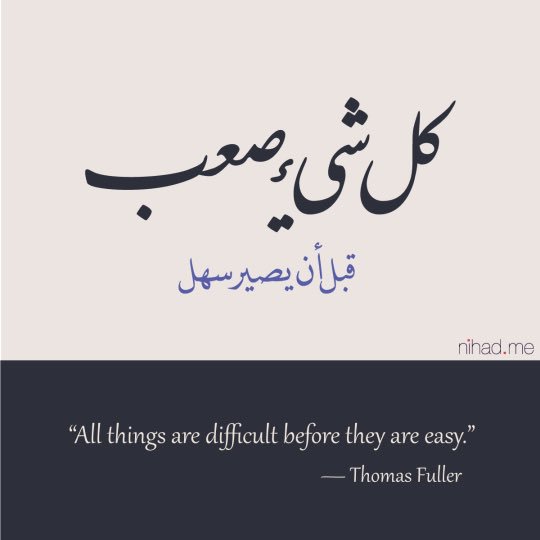 كل شيء صعب
قبل أن يصير سهل
nihad.me
“All things are difficult before they are easy.”
— Thomas Fuller